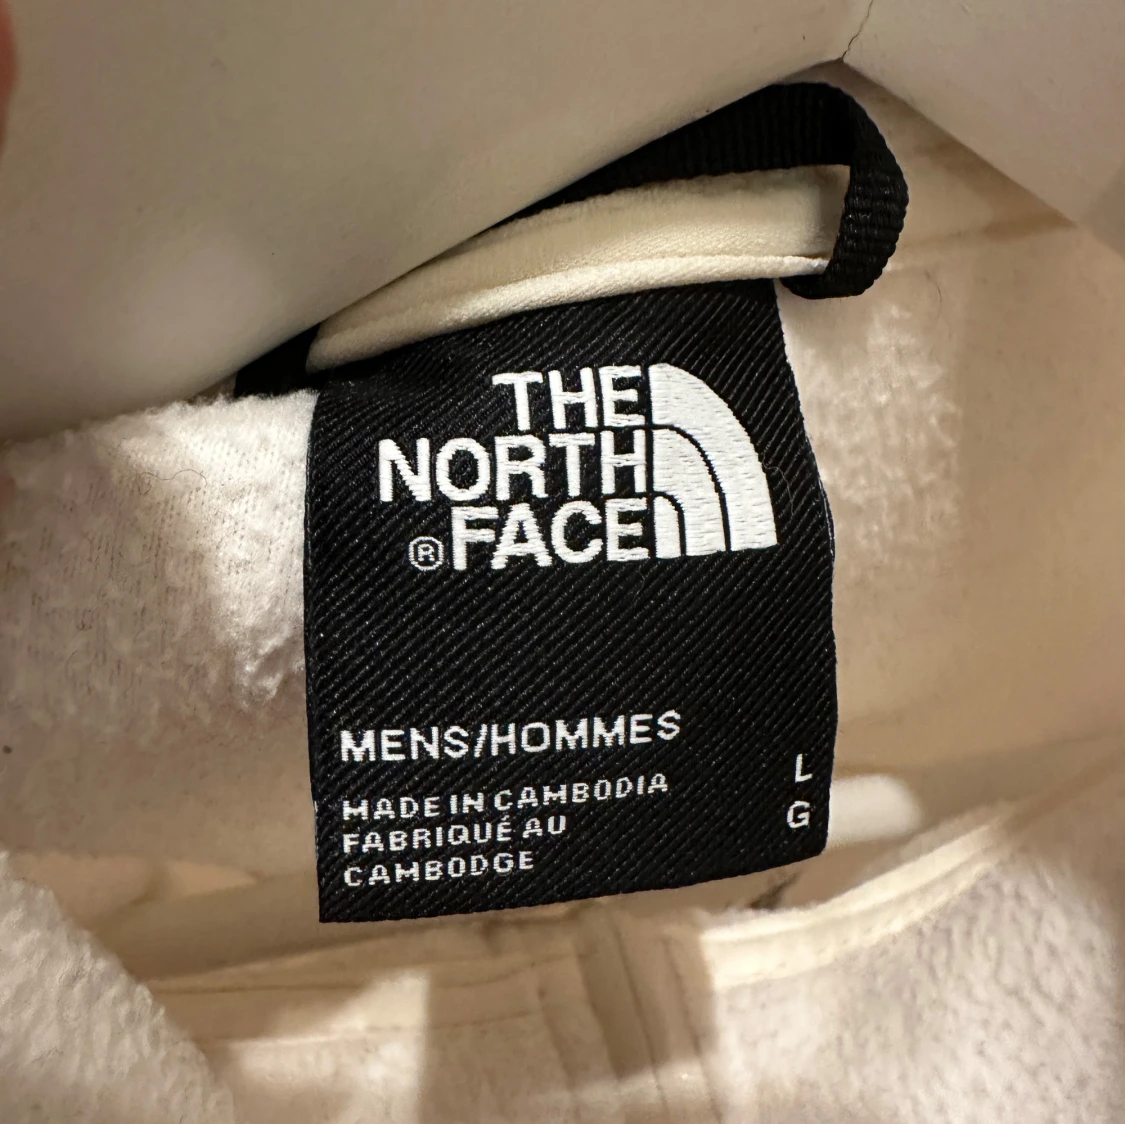 THE
NORTH
® FACE
MENS/HOMMES
MADE IN CAMBODIA
FABRIQUÉ AU
CAMBODGE
L
G